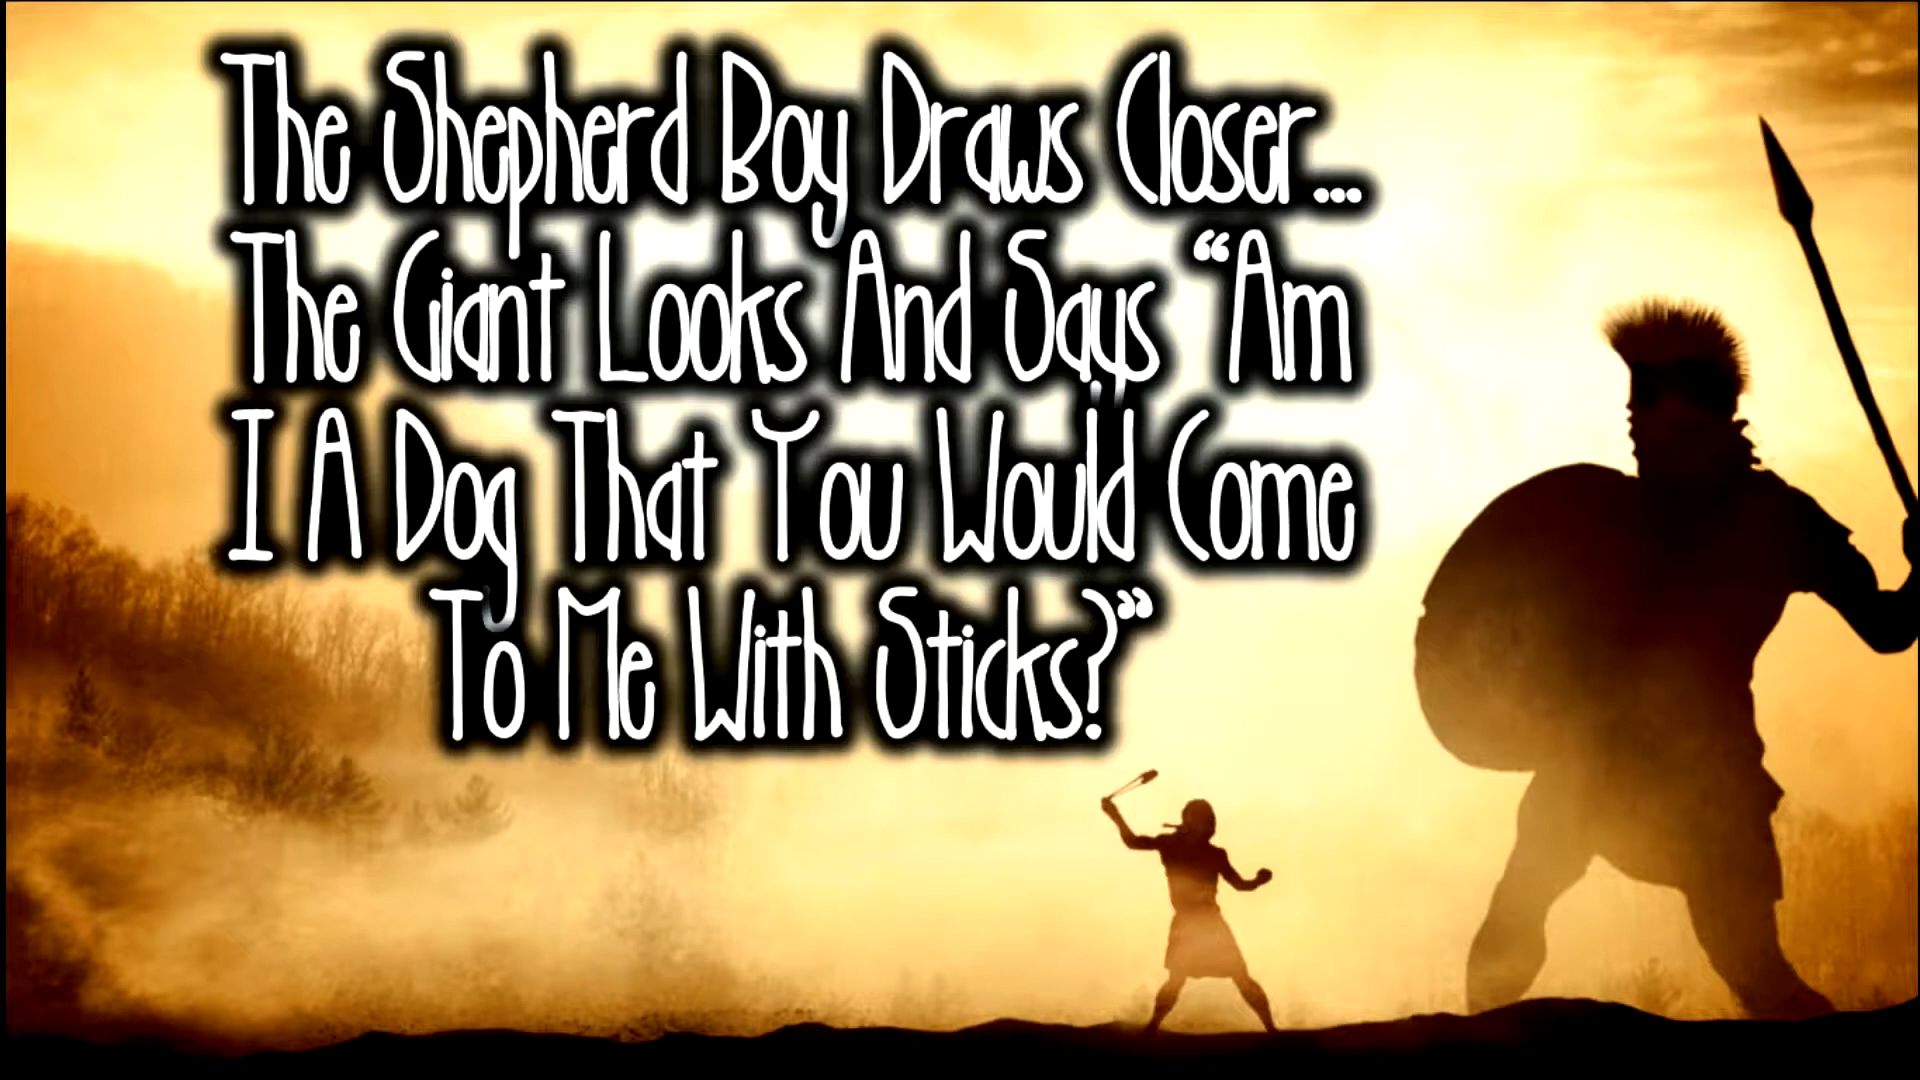 The Shepherd Boy Draws Closer...
The Giant Looks And Says “Am
I A Dog That You Would Come
To Me With Sticks?”